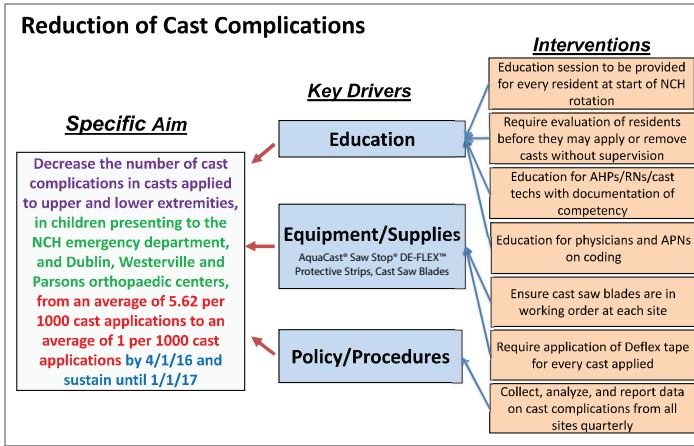 Reduction of Cast Complications
Specific Aim
Decrease the number of cast
complications in casts applied
to upper and lower extremities,
in children presenting to the
NCH emergency department,
and Dublin, Westerville and
Parsons orthopaedic centers,
from an average of 5.62 per
1000 cast applications to an
average of 1 per 1000 cast
applications by 4/1/16 and
sustain until 1/1/17
Key Drivers
Education
Equipment/Supplies
AquaCast® Saw Stop® DE-FLEX™
Protective Strips, Cast Saw Blades
Policy/Procedures
Interventions
Education session to be provided
for every resident at start of NCH
rotation
Require evaluation of residents
before they may apply or remove
casts without supervision
Education for AHPs/RNs/cast
techs with documentation of
competency
Education for physicians and APNs
on coding
Ensure cast saw blades are in
working order at each site
Require application of Deflex tape
for every cast applied
Collect, analyze, and report data
on cast complications from all
sites quarterly